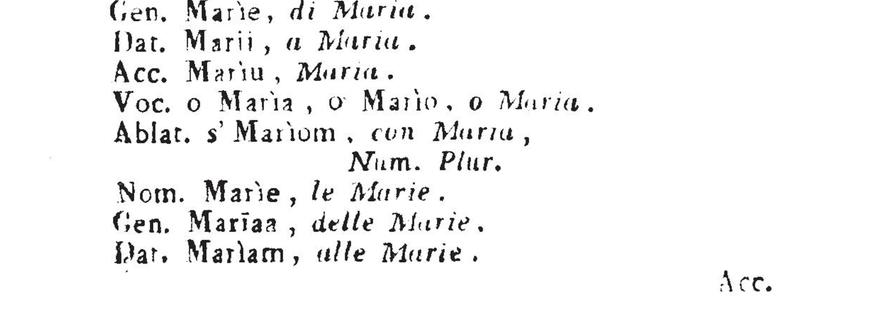 Gen. Marìe, di Maria.
Dat. Marii, a Maria.
Acc. Marìu, Maria.
Voc. o Marìa, o Marìo, o Maria.
Ablat. s' Marìom, con Maria,
Num. Plur.
Nom. Marìe, le Marie.
Gen. Marīaa, delle Marie.
Dat. Marìam, alle Marie.
Acc.